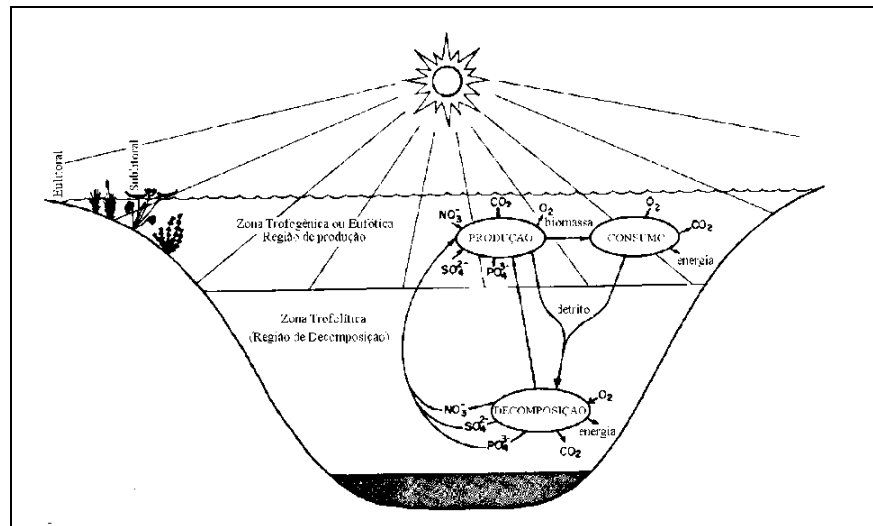 Eulitoral
Sublitoral
Zona Trofogênica ou Eufótica
Região de produção
NO₃⁻
CO₂
O₂
biomassa
PRODUÇÃO
SO₄²⁻
PO₄³⁻
O₂
CONSUMO
CO₂
energia
Zona Trofolítica
(Região de Decomposição)
detrito
NO₃⁻
SO₄²⁻
PO₄³⁻
DECOMPOSIÇÃO
O₂
energia
CO₂